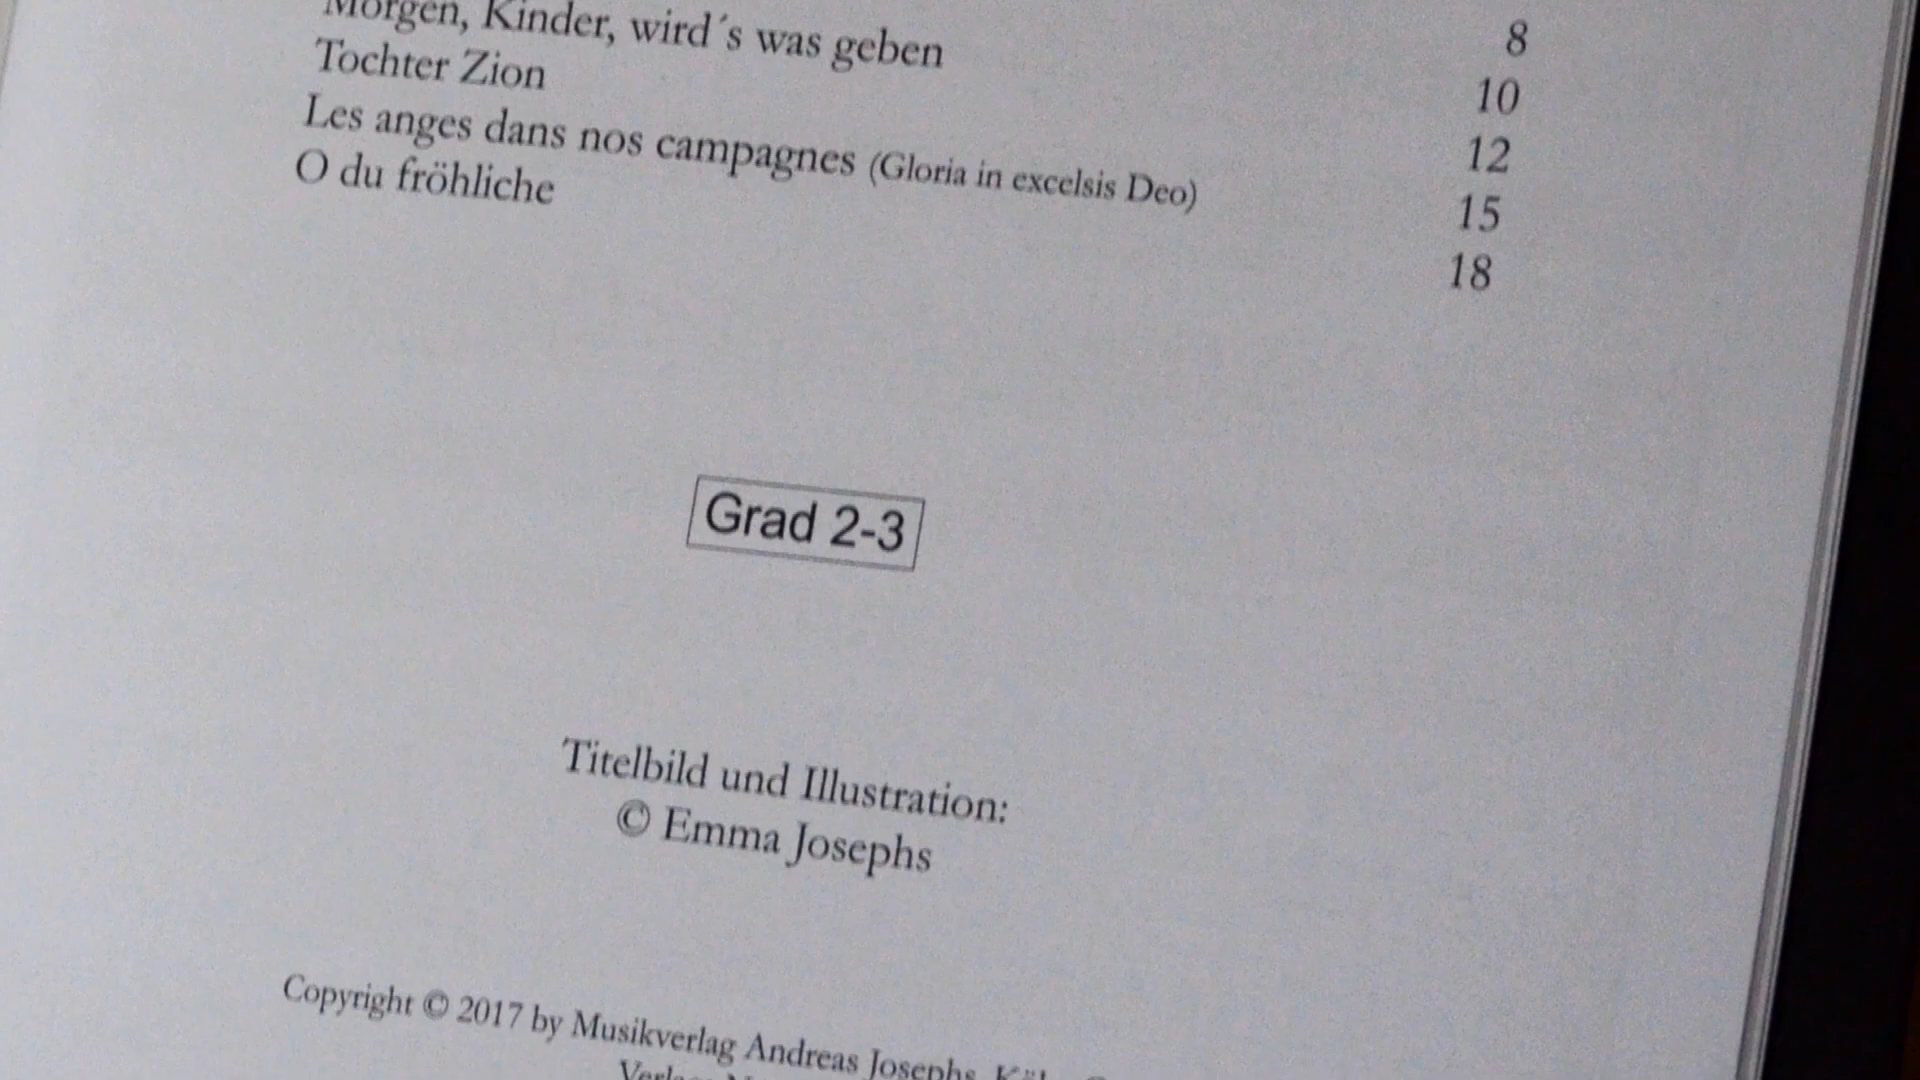 8
Morgen, Kinder, wird´s was geben 10
Tochter Zion 12
Les anges dans nos campagnes (Gloria in excelsis Deo) 15
O du fröhliche 18
Grad 2-3
Titelbild und Illustration:
© Emma Josephs
Copyright © 2017 by Musikverlag Andreas Josephs,